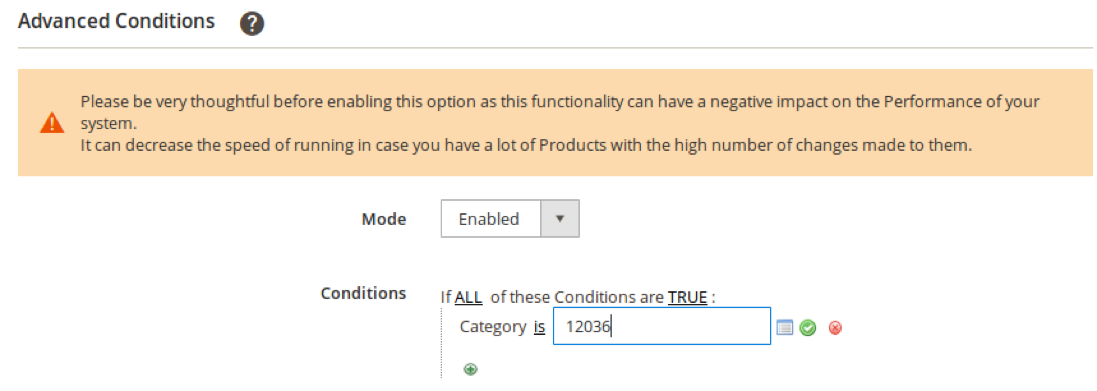 Advanced Conditions ?
Please be very thoughtful before enabling this option as this functionality can have a negative impact on the Performance of your
system.
It can decrease the speed of running in case you have a lot of Products with the high number of changes made to them.
Mode Enabled
Conditions If ALL of these Conditions are TRUE :
Category is 12036